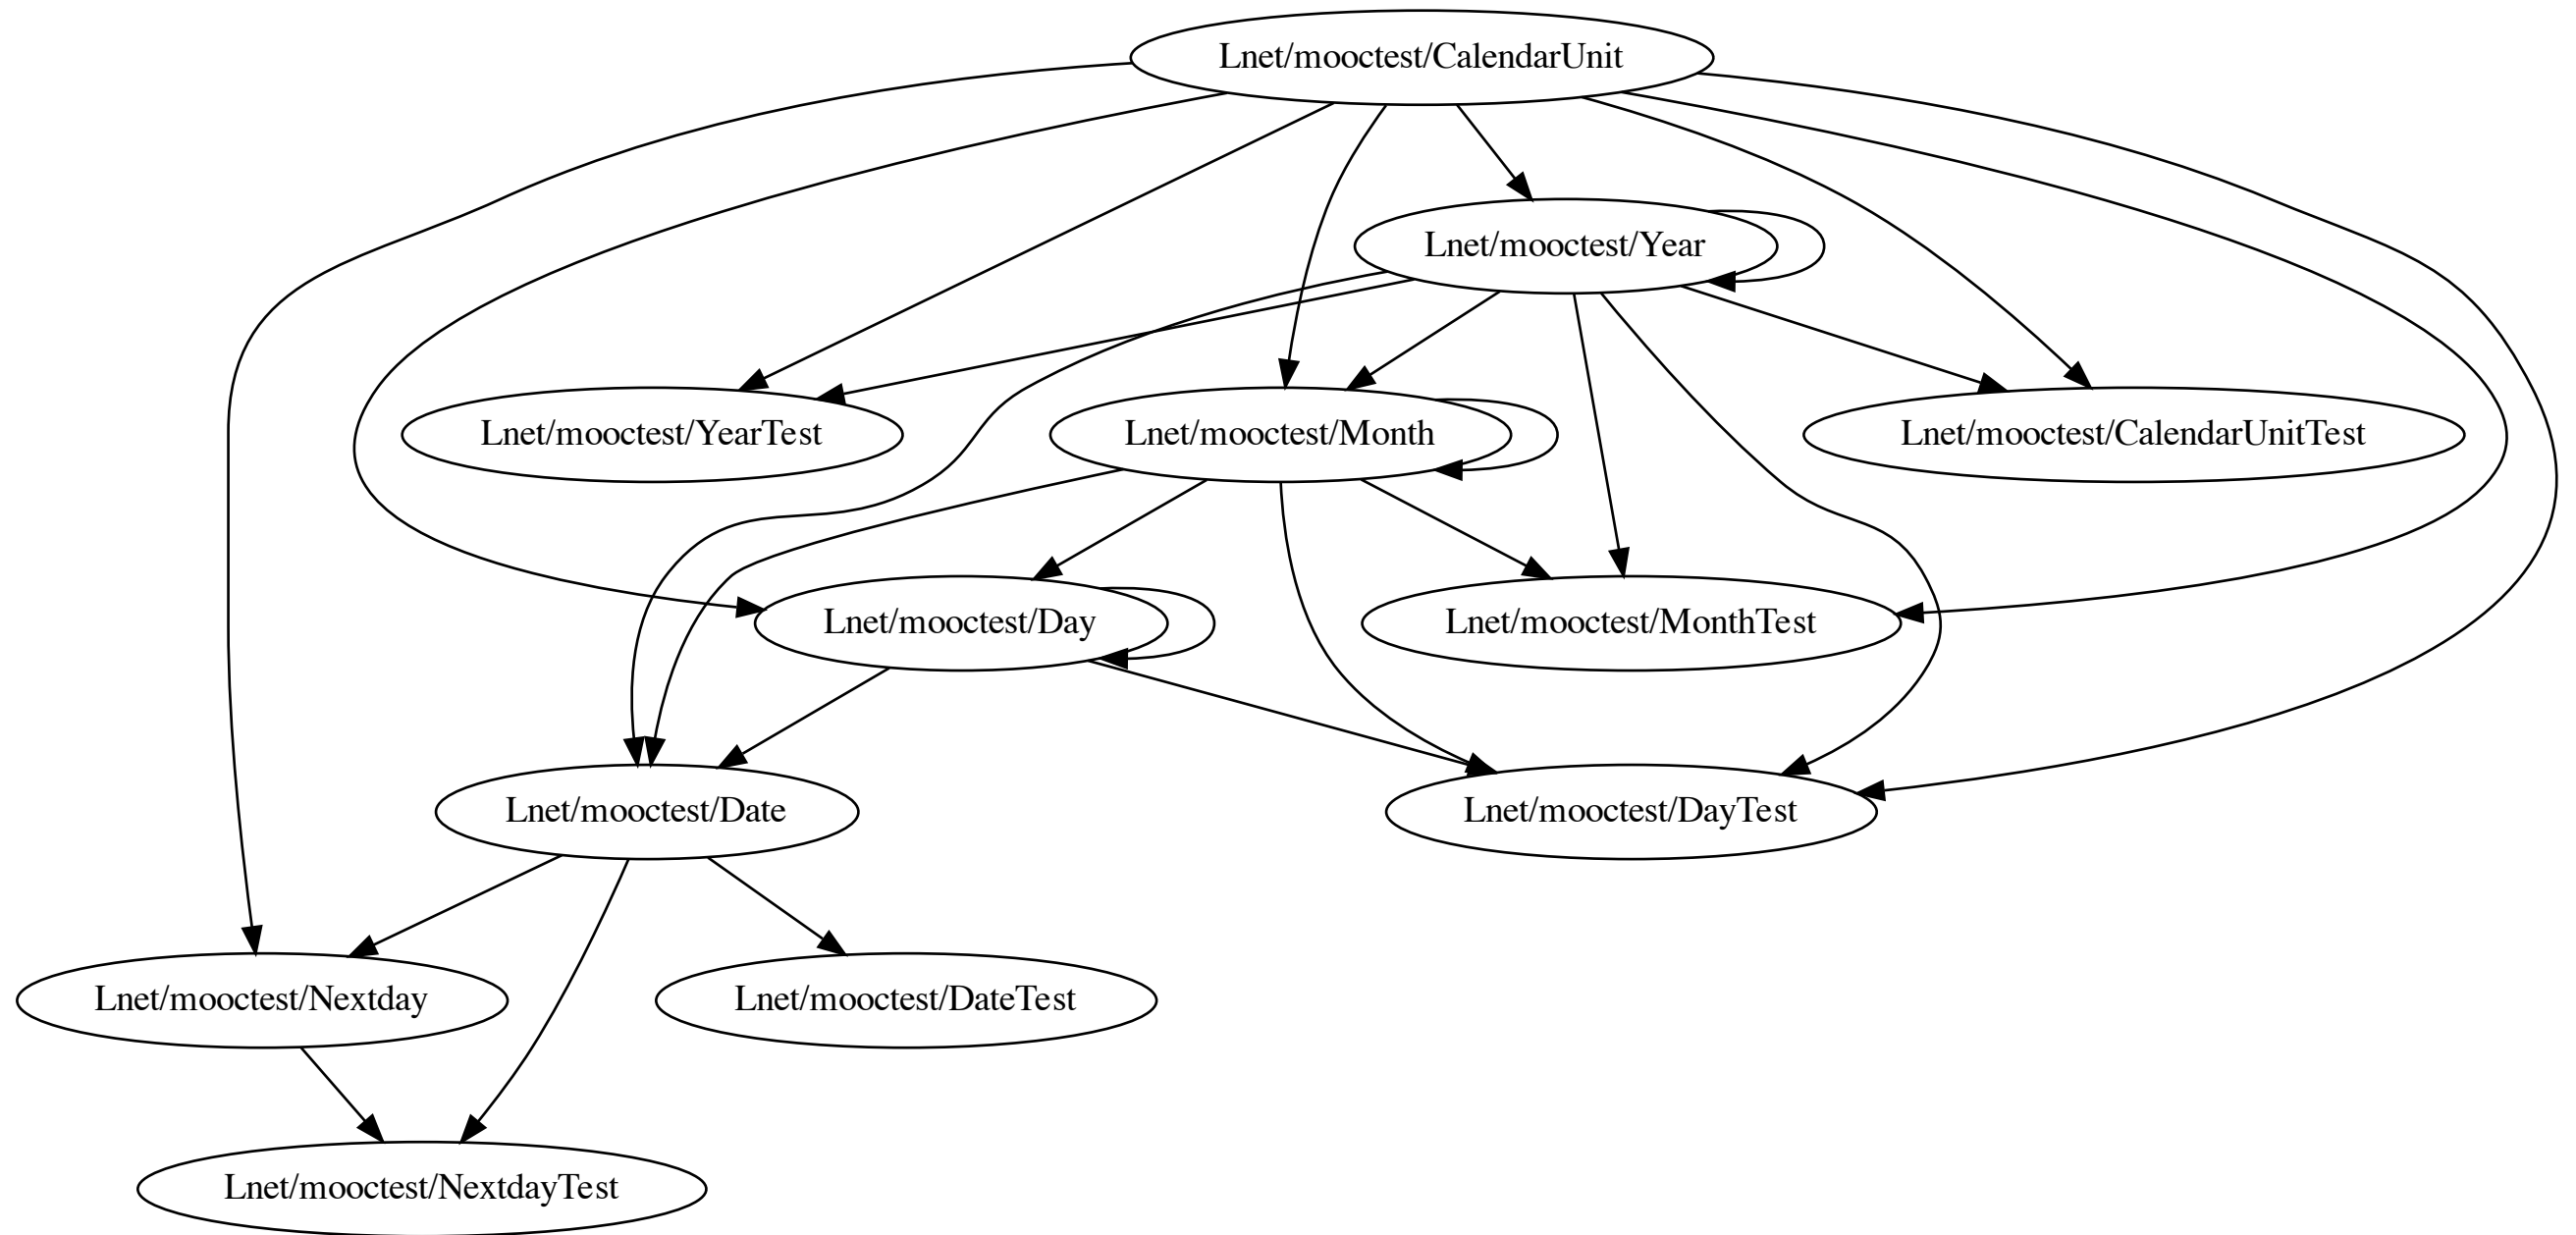 Lnet/mooctest/CalendarUnit
Lnet/mooctest/Year
Lnet/mooctest/YearTest
Lnet/mooctest/Month
Lnet/mooctest/CalendarUnitTest
Lnet/mooctest/Day
Lnet/mooctest/MonthTest
Lnet/mooctest/Date
Lnet/mooctest/DayTest
Lnet/mooctest/Nextday
Lnet/mooctest/DateTest
Lnet/mooctest/NextdayTest